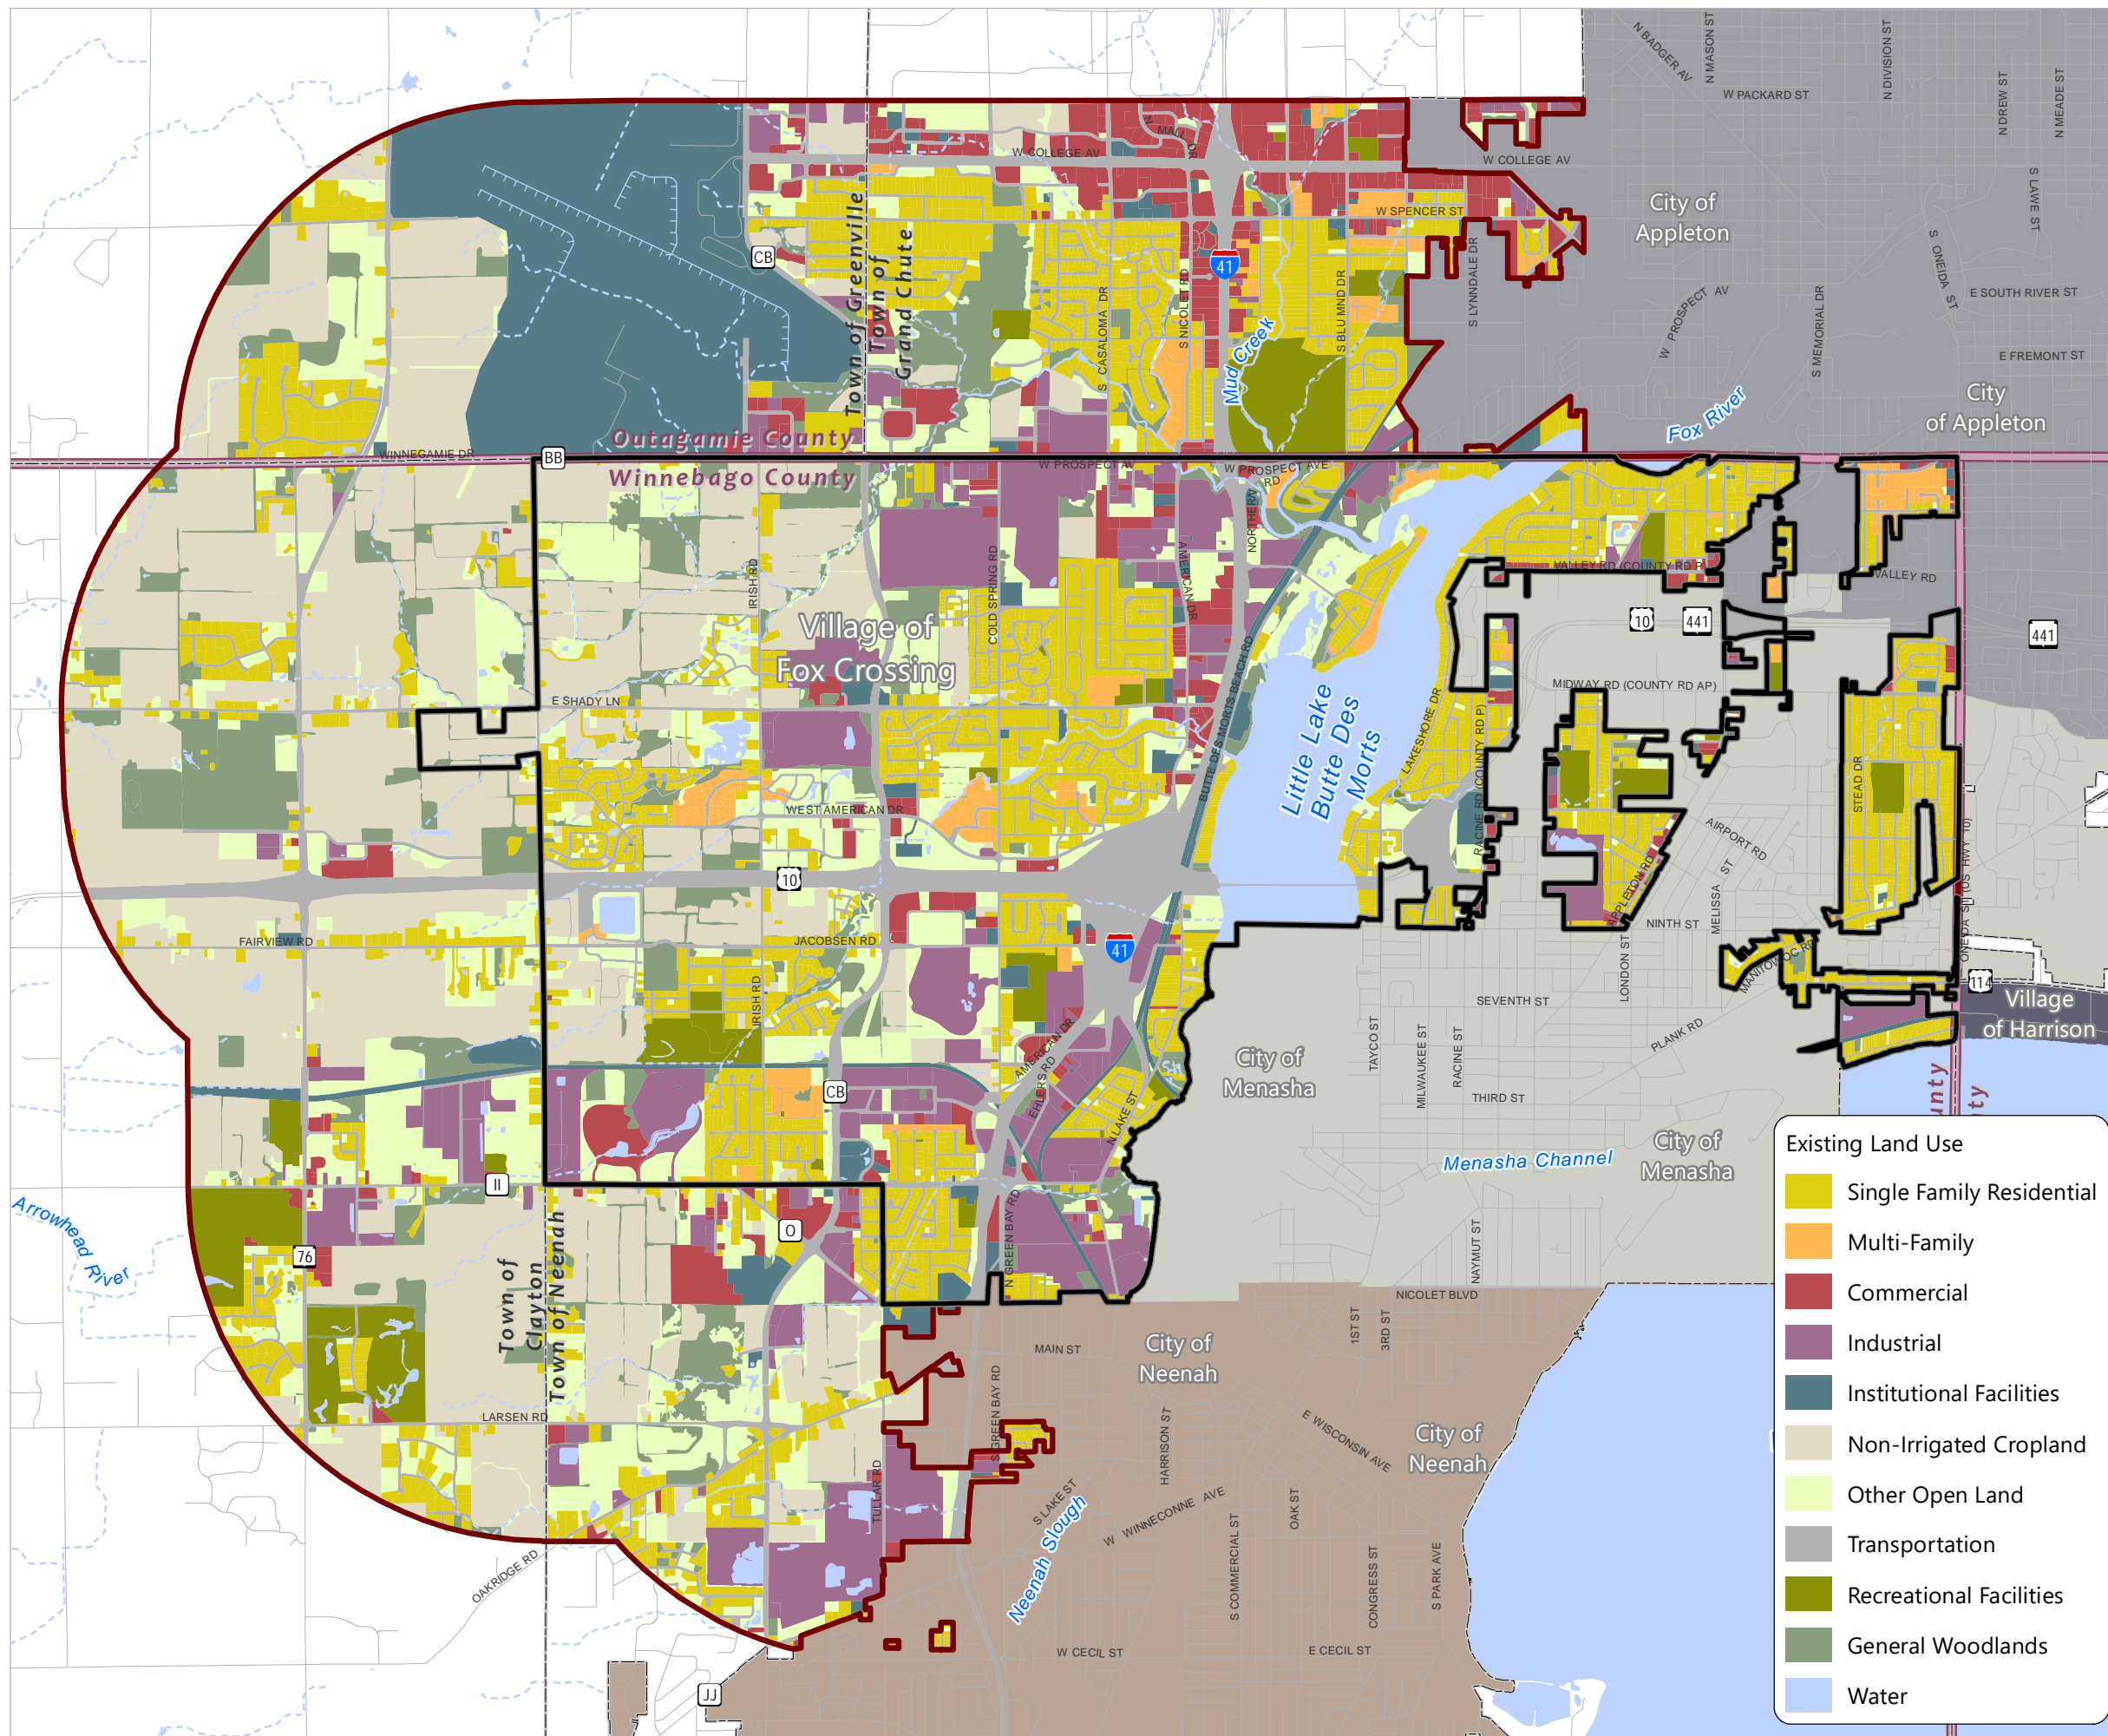 N BADGER AV
N MASON ST
N DIVISION ST
W PACKARD ST
N DREW ST
N MEADE ST
N MALL DR
W COLLEGE AV
W COLLEGE AV
S LAWE ST
City of
Appleton
W SPENCER ST
CB
41
Town of Greenville
Town of
Grand Chute
S CASALOMA DR
S NICOLET RD
Mud Creek
S BLUMND DR
S LYNNDALE DR
W PROSPECT AV
S MEMORIAL DR
S ONEIDA ST
E SOUTH RIVER ST
E FREMONT ST
City
of Appleton
Fox River
Outagamie County
WINNEGAMIE DR
BB
Winnebago County
W PROSPECT AV
W PROSPECT AVE
RD
NORTHERN
IRISH RD
COLD SPRING RD
AMERICAN DR
VALLEY RD (COUNTY RD P)
VALLEY RD
Village of
Fox Crossing
10
441
441
E SHADY LN
BUTTE DES MORTS BEACH RD
Little Lake
Butte Des
Morts
LAKESHORE DR
RACINE RD (COUNTY RD P)
MIDWAY RD (COUNTY RD AP)
STEAD DR
WEST AMERICAN DR
AIRPORT RD
10
APPLETON RD
MELISSA ST
ONEIDA ST (US HWY 10)
FAIRVIEW RD
JACOBSEN RD
41
NINTH ST
LONDON ST
MANITOWOC RD
114
Village
of Harrison
SEVENTH ST
IRISH RD
PLANK RD
AMERICAN DR
EHLERS RD
City of
Menasha
TAYCO ST
MILWAUKEE ST
RACINE ST
CB
N LAKE ST
THIRD ST
unty
ty
City of
Menasha
Menasha Channel
II
Arrowhead River
O
76
Town of
Clayton
Town of Neenah
N GREEN BAY RD
NAYMUT ST
NICOLET BLVD
City of
Neenah
MAIN ST
1ST ST
3RD ST
LARSEN RD
S GREEN BAY RD
HARRISON ST
E WISCONSIN AVE
City of
Neenah
TULLAR RD
S LAKE ST
W WINNECONNE AVE
OAK ST
Neenah Slough
OAKRIDGE RD
S COMMERCIAL ST
CONGRESS ST
S PARK AVE
W CECIL ST
E CECIL ST
JJ
Existing Land Use
Single Family Residential
Multi-Family
Commercial
Industrial
Institutional Facilities
Non-Irrigated Cropland
Other Open Land
Transportation
Recreational Facilities
General Woodlands
Water